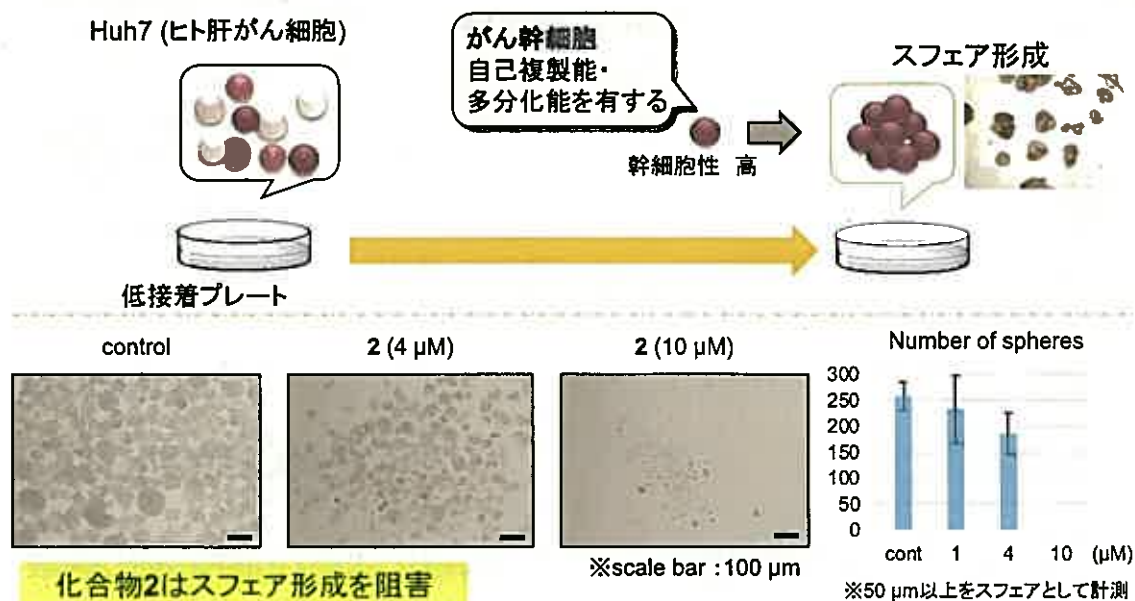 Huh7 (ヒト肝がん細胞)
がん幹細胞
自己複製能・
多分化能を有する
スフェア形成
幹細胞性 高
低接着プレート
control
2 (4 µM)
2 (10 µM)
Number of spheres
300
250
200
150
100
50
0
cont 1 4 10 (µM)
※scale bar :100 µm
※50 µm以上をスフェアとして計測
化合物2はスフェア形成を阻害